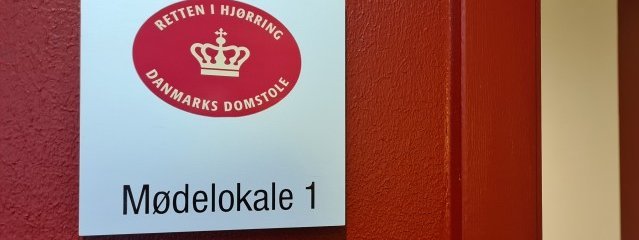 RETTEN I HJØRRING
DANMARKS DOMSTOLE
Mødelokale 1